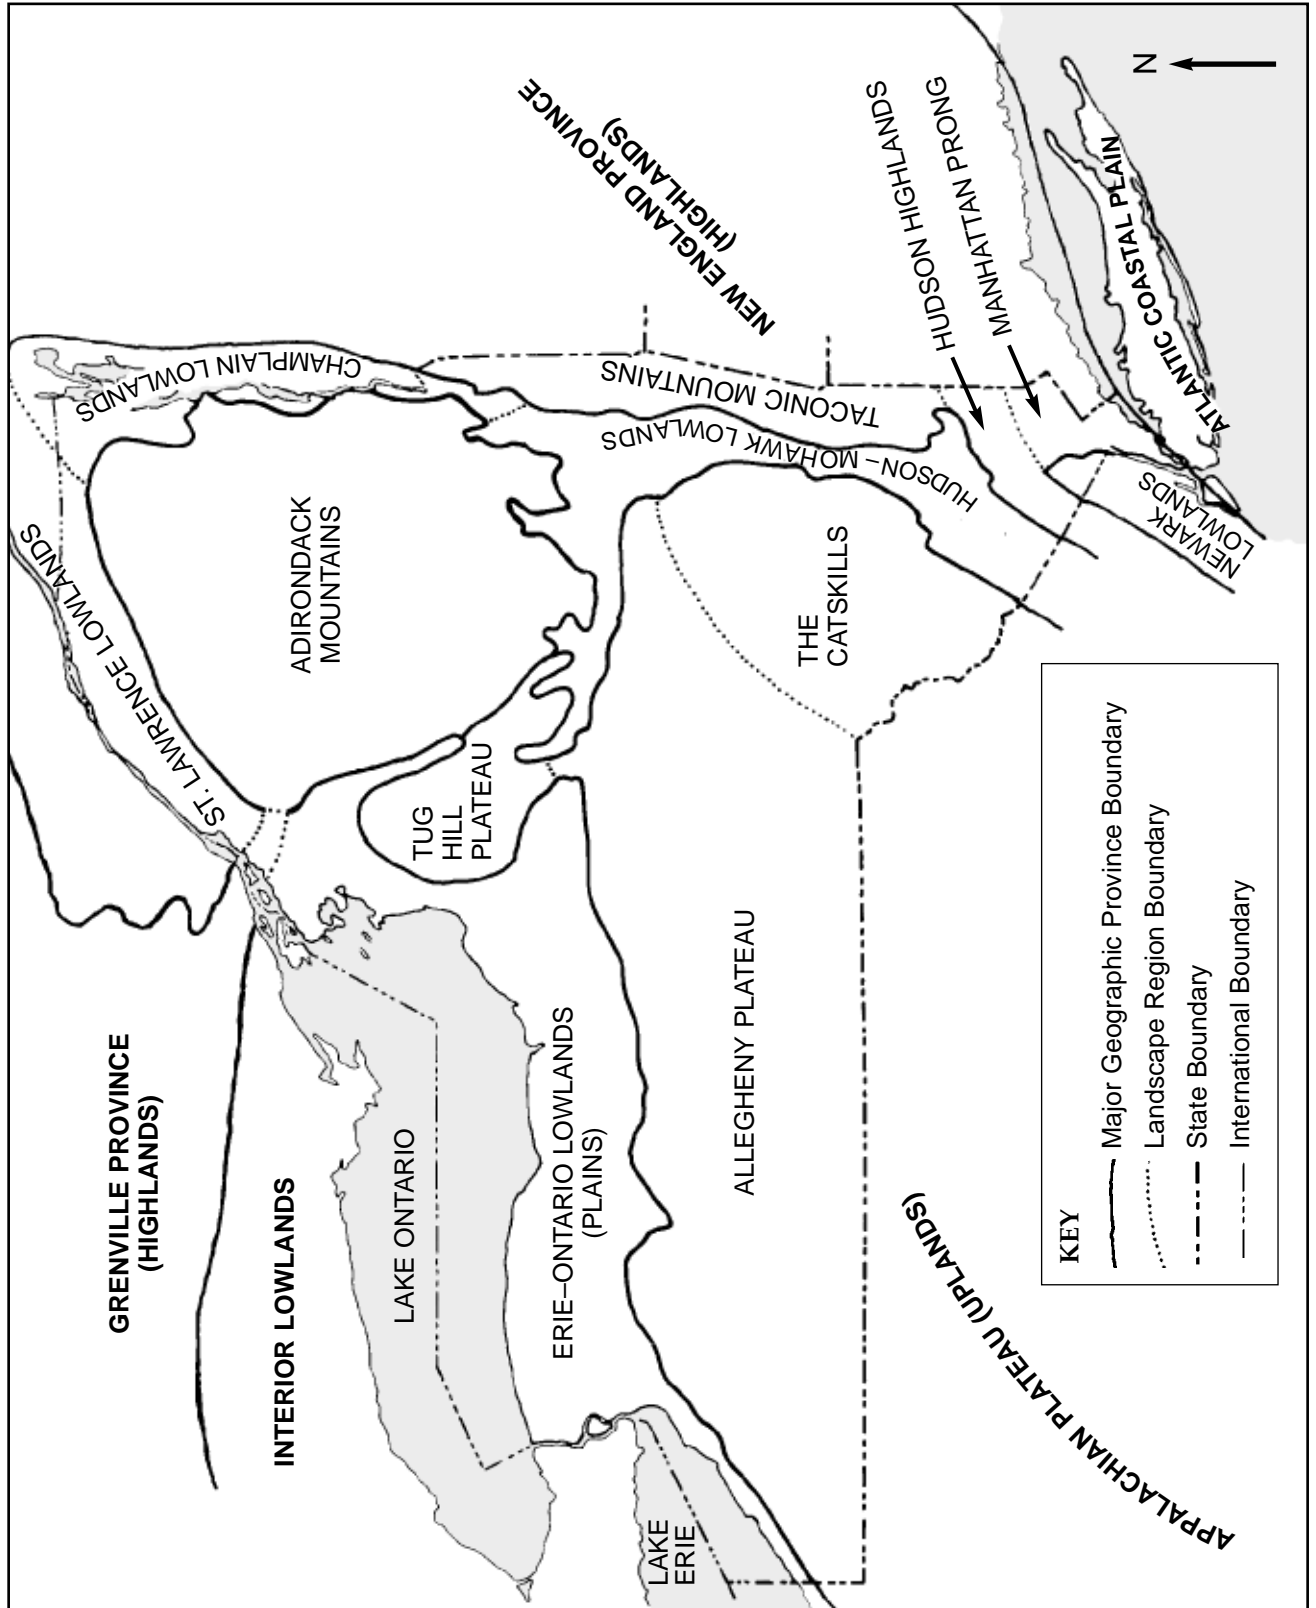 GRENVILLE PROVINCE
(HIGHLANDS)
INTERIOR LOWLANDS
ST. LAWRENCE LOWLANDS
CHAMPLAIN LOWLANDS
ADIRONDACK
MOUNTAINS
TUG
HILL
PLATEAU
LAKE ONTARIO
ERIE–ONTARIO LOWLANDS
(PLAINS)
LAKE
ERIE
HUDSON – MOHAWK LOWLANDS
TACONIC MOUNTAINS
NEW ENGLAND PROVINCE
(HIGHLANDS)
ALLEGHENY PLATEAU
THE
CATSKILLS
HUDSON HIGHLANDS
MANHATTAN PRONG
NEWARK
LOWLANDS
ATLANTIC COASTAL PLAIN
APPALACHIAN PLATEAU (UPLANDS)
N
KEY
Major Geographic Province Boundary
Landscape Region Boundary
State Boundary
International Boundary